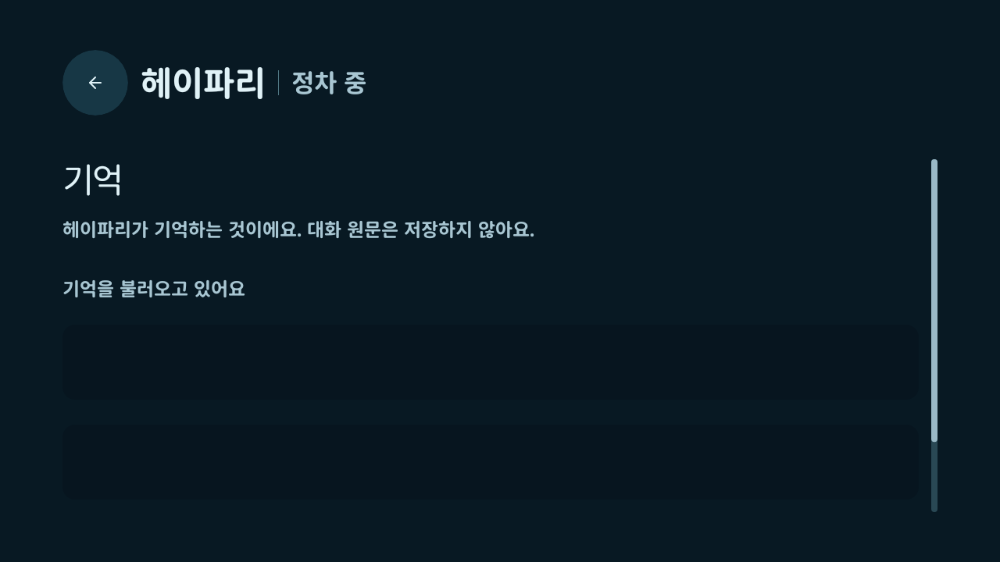 헤이파리 정차 중
기억
헤이파리가 기억하는 것이에요. 대화 원문은 저장하지 않아요.
기억을 불러오고 있어요